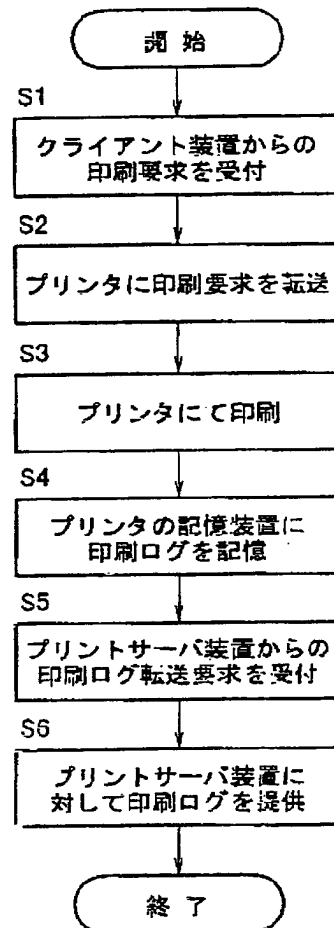 開始
S1
クライアント装置からの
印刷要求を受付
S2
プリンタに印刷要求を転送
S3
プリンタにて印刷
S4
プリンタの記憶装置に
印刷ログを記憶
S5
プリントサーバ装置からの
印刷ログ転送要求を受付
S6
プリントサーバ装置に
対して印刷ログを提供
終了